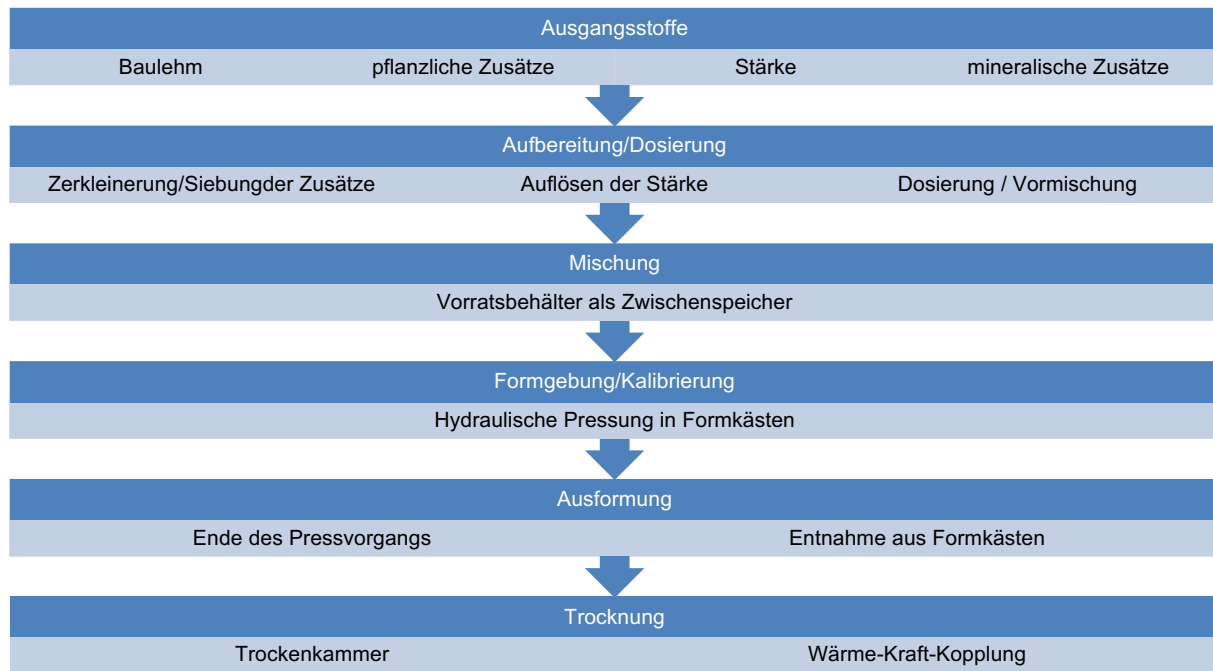 Ausgangsstoffe
Baulehm pflanzliche Zusätze Stärke mineralische Zusätze
Aufbereitung/Dosierung
Zerkleinerung/Siebungder Zusätze Auflösen der Stärke Dosierung / Vormischung
Mischung
Vorratsbehälter als Zwischenspeicher
Formgebung/Kalibrierung
Hydraulische Pressung in Formkästen
Ausformung
Ende des Pressvorgangs Entnahme aus Formkästen
Trocknung
Trockenkammer Wärme-Kraft-Kopplung